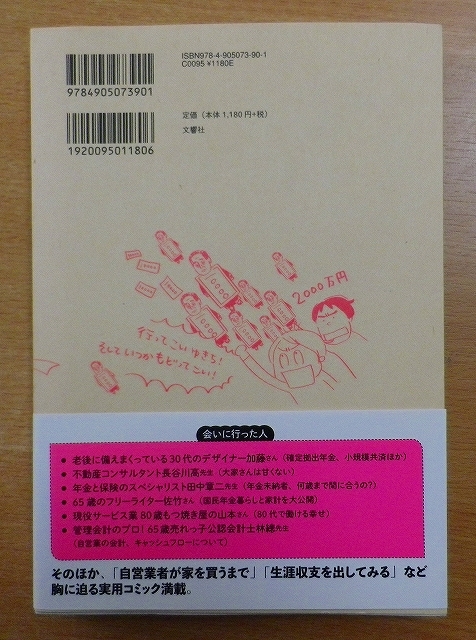 ISBN978-4-905073-90-1
C0095 ¥1180E
9784905073901
定価（本体1,180円+税）
文響社
1920095011806
2000万円
行ってこいゆきち！
そしていつかもどってこい！
会いに行った人
● 老後に備えまくっている30代のデザイナー加藤さん（確定拠出年金、小規模共済ほか）
● 不動産コンサルタント長谷川高先生（大家さんは甘くない）
● 年金と保険のスペシャリスト田中章二先生（年金未納者、何歳まで間に合うの?）
● 65歳のフリーライター佐竹さん（国民年金暮らしと家計を大公開）
● 現役サービス業 80歳もつ焼き屋の山本さん（80代で働ける幸せ）
● 管理会計のプロ！65歳売れっ子公認会計士林總先生
（自営業の会計、キャッシュフローについて）
そのほか、「自営業者が家を買うまで」「生涯収支を出してみる」など
胸に迫る実用コミック満載。